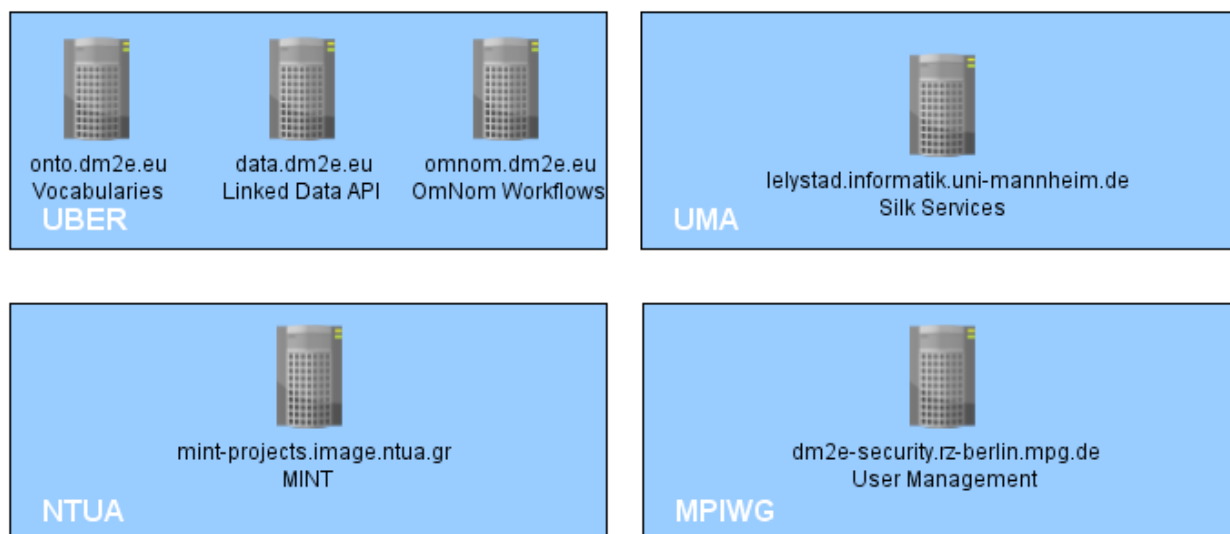 onto.dm2e.eu
Vocabularies
data.dm2e.eu
Linked Data API
omnom.dm2e.eu
OmNom Workflows
UBER
lelystad.informatik.uni-mannheim.de
Silk Services
UMA
mint-projects.image.ntua.gr
MINT
NTUA
dm2e-security.rz-berlin.mpg.de
User Management
MPIWG